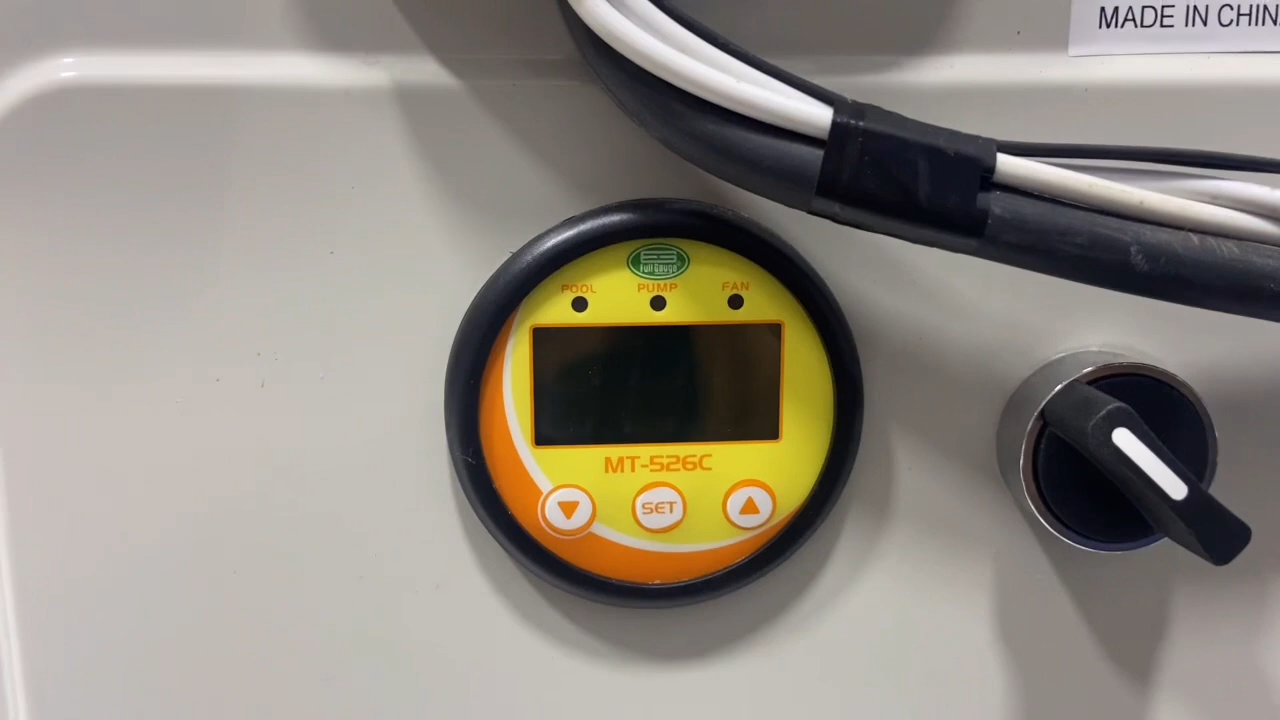 MADE IN CHIN
Full Gauge
POOL PUMP FAN
MT-526C
SET